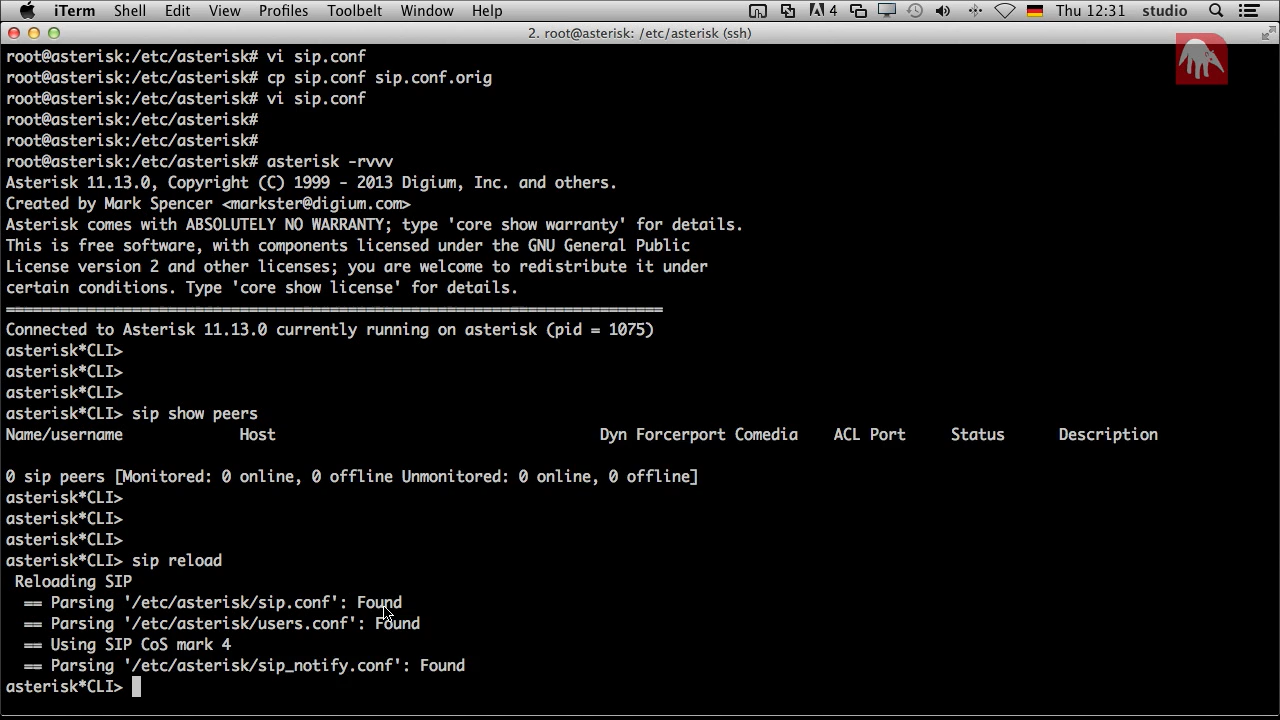 iTerm Shell Edit View Profiles Toolbelt Window Help 4 Thu 12:31 studio
2. root@asterisk: /etc/asterisk (ssh)
root@asterisk:/etc/asterisk# vi sip.conf
root@asterisk:/etc/asterisk# cp sip.conf sip.conf.orig
root@asterisk:/etc/asterisk# vi sip.conf
root@asterisk:/etc/asterisk#
root@asterisk:/etc/asterisk#
root@asterisk:/etc/asterisk# asterisk -rvvv
Asterisk 11.13.0, Copyright (C) 1999 - 2013 Digium, Inc. and others.
Created by Mark Spencer <markster@digium.com>
Asterisk comes with ABSOLUTELY NO WARRANTY; type 'core show warranty' for details.
This is free software, with components licensed under the GNU General Public
License version 2 and other licenses; you are welcome to redistribute it under
certain conditions. Type 'core show license' for details.
=========================================================================
Connected to Asterisk 11.13.0 currently running on asterisk (pid = 1075)
asterisk*CLI>
asterisk*CLI>
asterisk*CLI>
asterisk*CLI> sip show peers
Name/username Host Dyn Forcerport Comedia ACL Port Status Description
0 sip peers [Monitored: 0 online, 0 offline Unmonitored: 0 online, 0 offline]
asterisk*CLI>
asterisk*CLI>
asterisk*CLI>
asterisk*CLI> sip reload
Reloading SIP
== Parsing '/etc/asterisk/sip.conf': Found
== Parsing '/etc/asterisk/users.conf': Found
== Using SIP CoS mark 4
== Parsing '/etc/asterisk/sip_notify.conf': Found
asterisk*CLI>